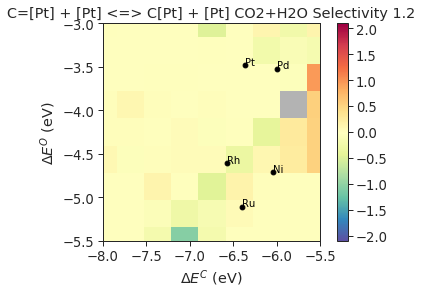 C=[Pt] + [Pt] <=> C[Pt] + [Pt] CO2+H2O Selectivity 1.2
−3.0
−3.5
−4.0
−4.5
−5.0
−5.5
ΔE^O (eV)
Pt
Pd
Rh
Ni
Ru
−8.0 −7.5 −7.0 −6.5 −6.0 −5.5
ΔE^C (eV)
2.0
1.5
1.0
0.5
0.0
−0.5
−1.0
−1.5
−2.0